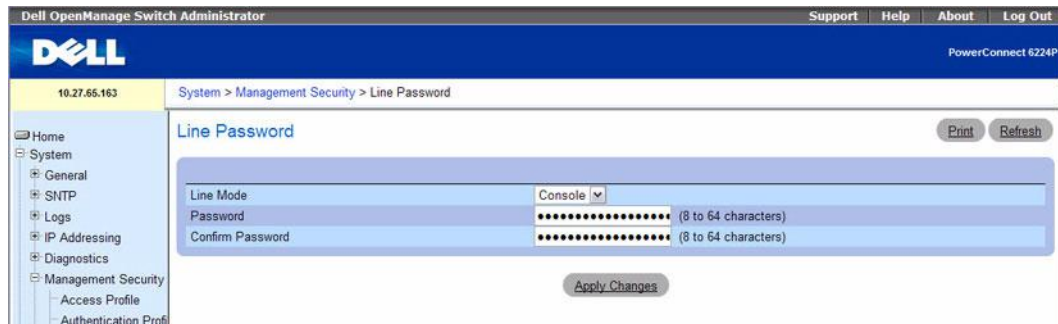 Dell OpenManage Switch Administrator
Support Help About Log Out
DELL
PowerConnect 6224P
10.27.65.163
System > Management Security > Line Password
Home
System
General
SNTP
Logs
IP Addressing
Diagnostics
Management Security
Access Profile
Authentication Profi
Line Password
Print Refresh
Line Mode Console
Password •••••••••••••••••• (8 to 64 characters)
Confirm Password •••••••••••••••••• (8 to 64 characters)
Apply Changes